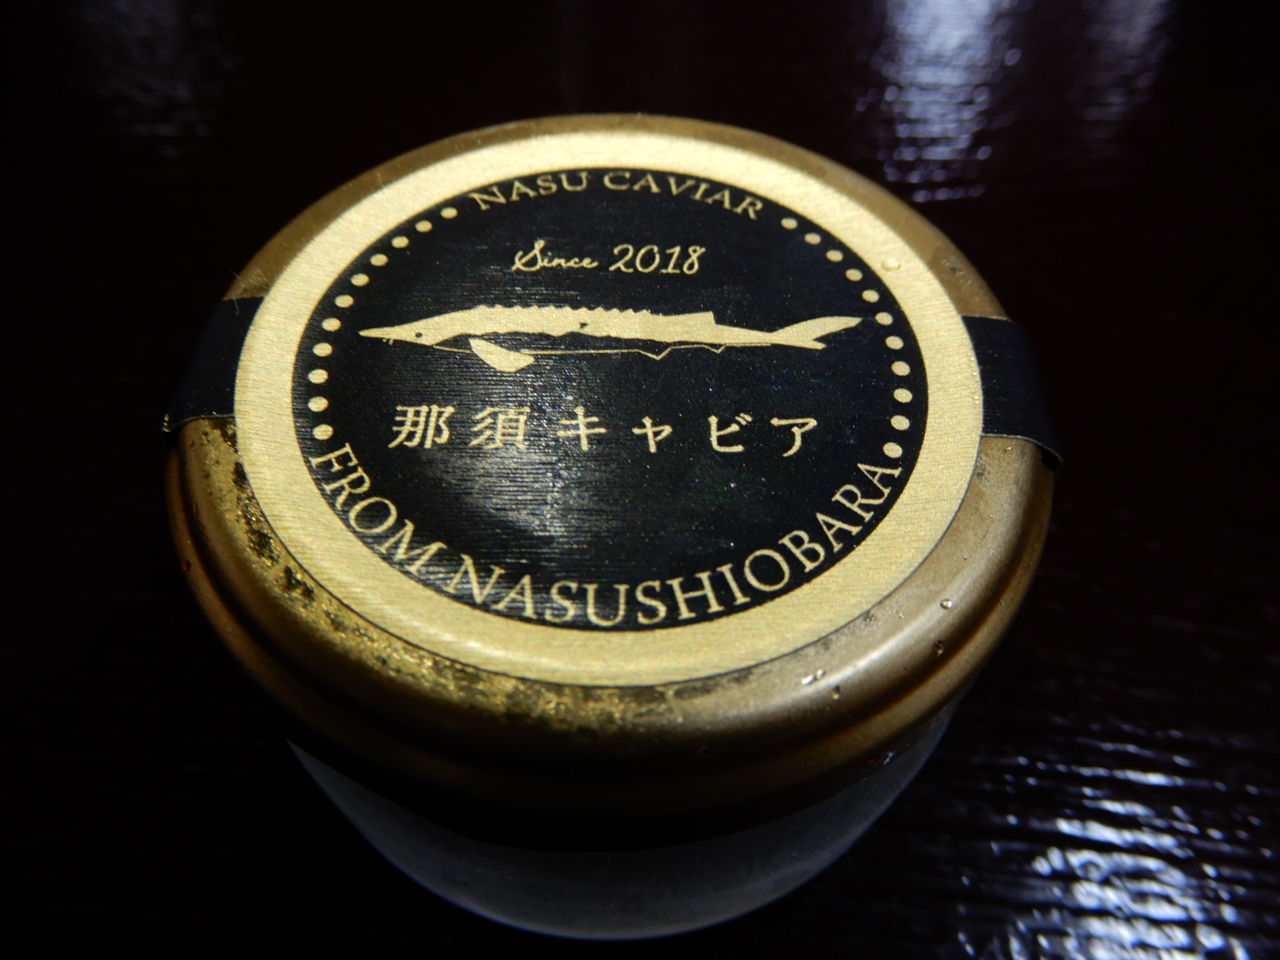 NASU CAVIAR
Since 2018
那須キャビア
FROM NASUSHIOBARA